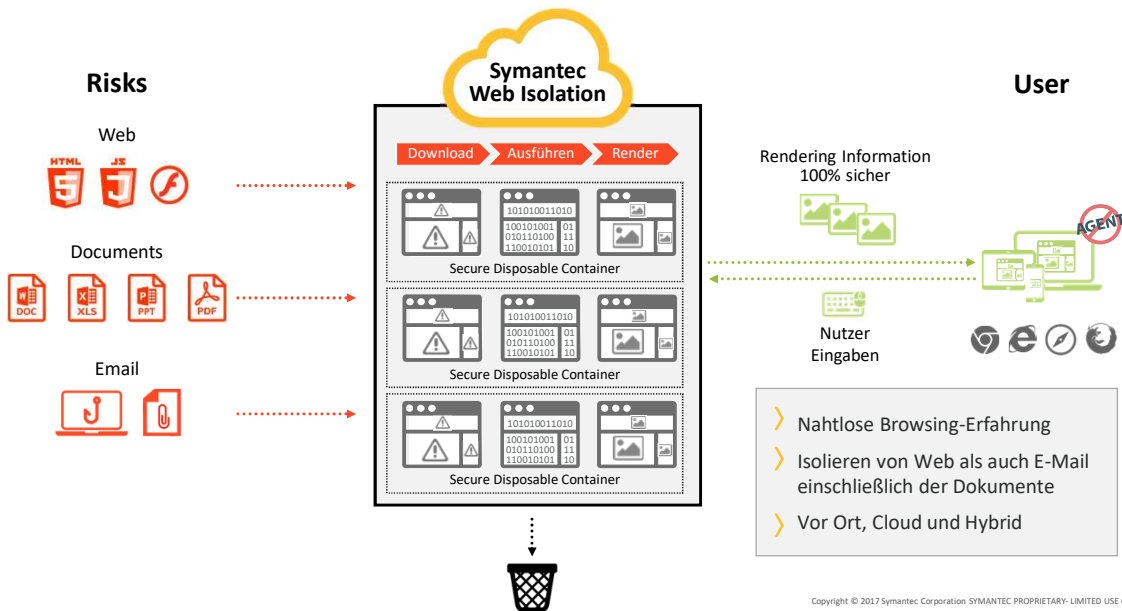 Symantec
Web Isolation
Risks
User
Web
HTML
JS
Documents
DOC
XLS
PPT
PDF
Email
Download
Ausführen
Render
101010011010
100101001
010110100
110010101
01
11
10
Secure Disposable Container
101010011010
100101001
010110100
110010101
01
11
10
Secure Disposable Container
101010011010
100101001
010110100
110010101
01
11
10
Secure Disposable Container
Rendering Information
100% sicher
AGENT
Nutzer
Eingaben
Nahtlose Browsing-Erfahrung
Isolieren von Web als auch E-Mail
einschließlich der Dokumente
Vor Ort, Cloud und Hybrid
Copyright © 2017 Symantec Corporation SYMANTEC PROPRIETARY- LIMITED USE